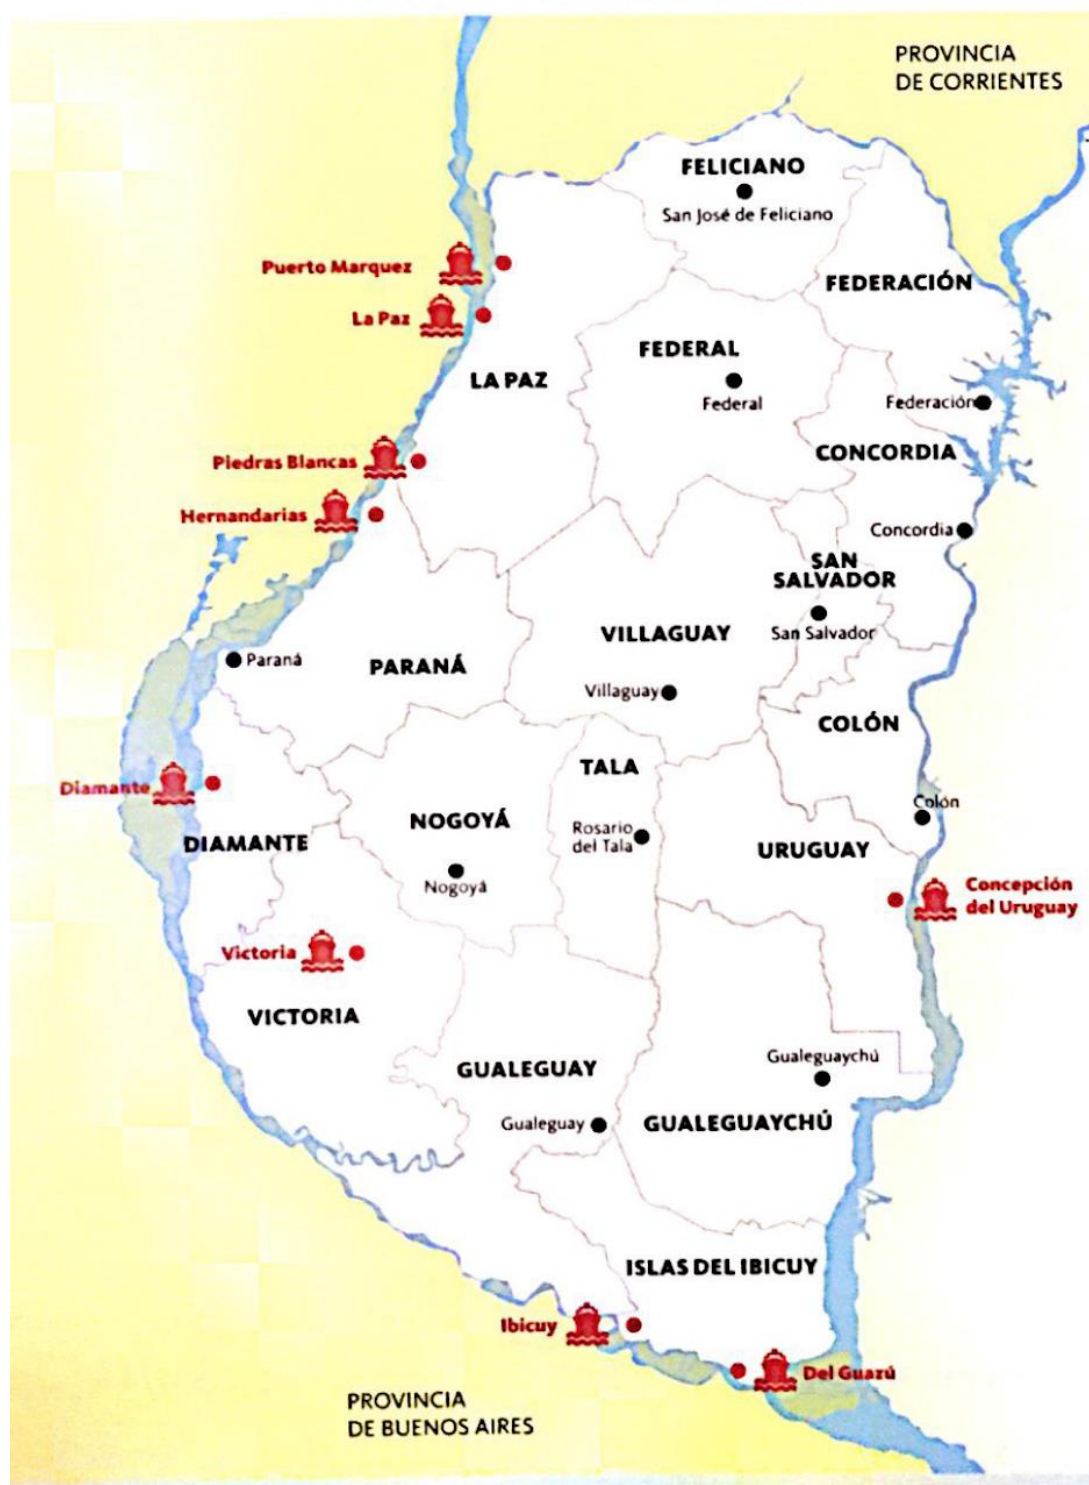 PROVINCIA
DE CORRIENTES
FELICIANO
San José de Feliciano
Puerto Marquez
FEDERACIÓN
La Paz
FEDERAL
LA PAZ
Federal
Federación
CONCORDIA
Piedras Blancas
Hernandarias
Concordia
SAN
SALVADOR
San Salvador
VILLAGUAY
Paraná
PARANÁ
Villaguay
COLÓN
TALA
Diamante
Colón
NOGOYÁ
Rosario
del Tala
DIAMANTE
URUGUAY
Nogoyá
Concepción
del Uruguay
Victoria
VICTORIA
Gualeguaychú
GUALEGUAY
Gualeguay
GUALEGUAYCHÚ
ISLAS DEL IBICUY
Ibicuy
Del Guazú
PROVINCIA
DE BUENOS AIRES